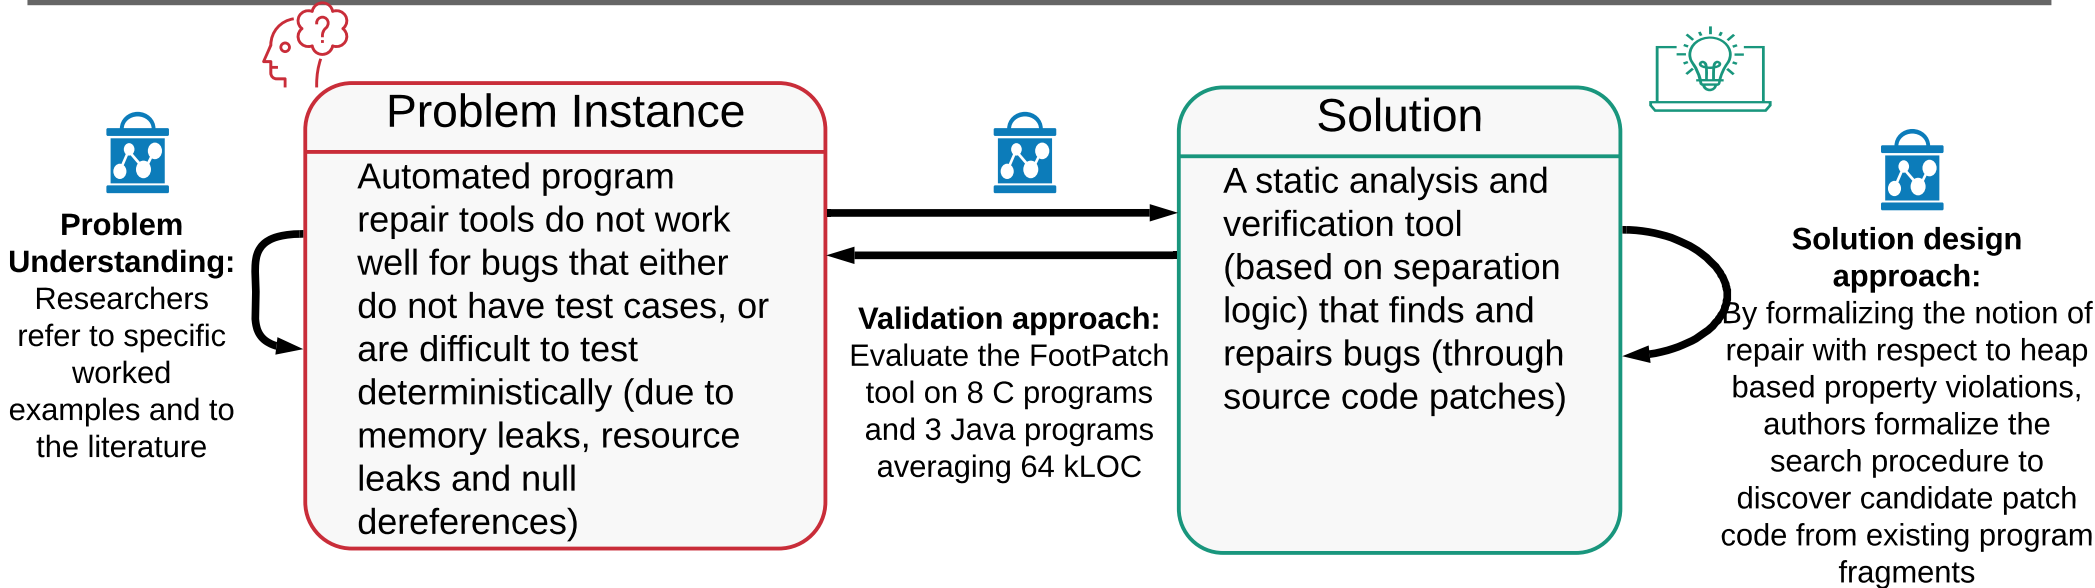 ?
Problem
Understanding:
Researchers
refer to specific
worked
examples and to
the literature
Problem Instance
Automated program
repair tools do not work
well for bugs that either
do not have test cases, or
are difficult to test
deterministically (due to
memory leaks, resource
leaks and null
dereferences)
Validation approach:
Evaluate the FootPatch
tool on 8 C programs
and 3 Java programs
averaging 64 kLOC
Solution
A static analysis and
verification tool
(based on separation
logic) that finds and
repairs bugs (through
source code patches)
Solution design
approach:
By formalizing the notion of
repair with respect to heap
based property violations,
authors formalize the
search procedure to
discover candidate patch
code from existing program
fragments